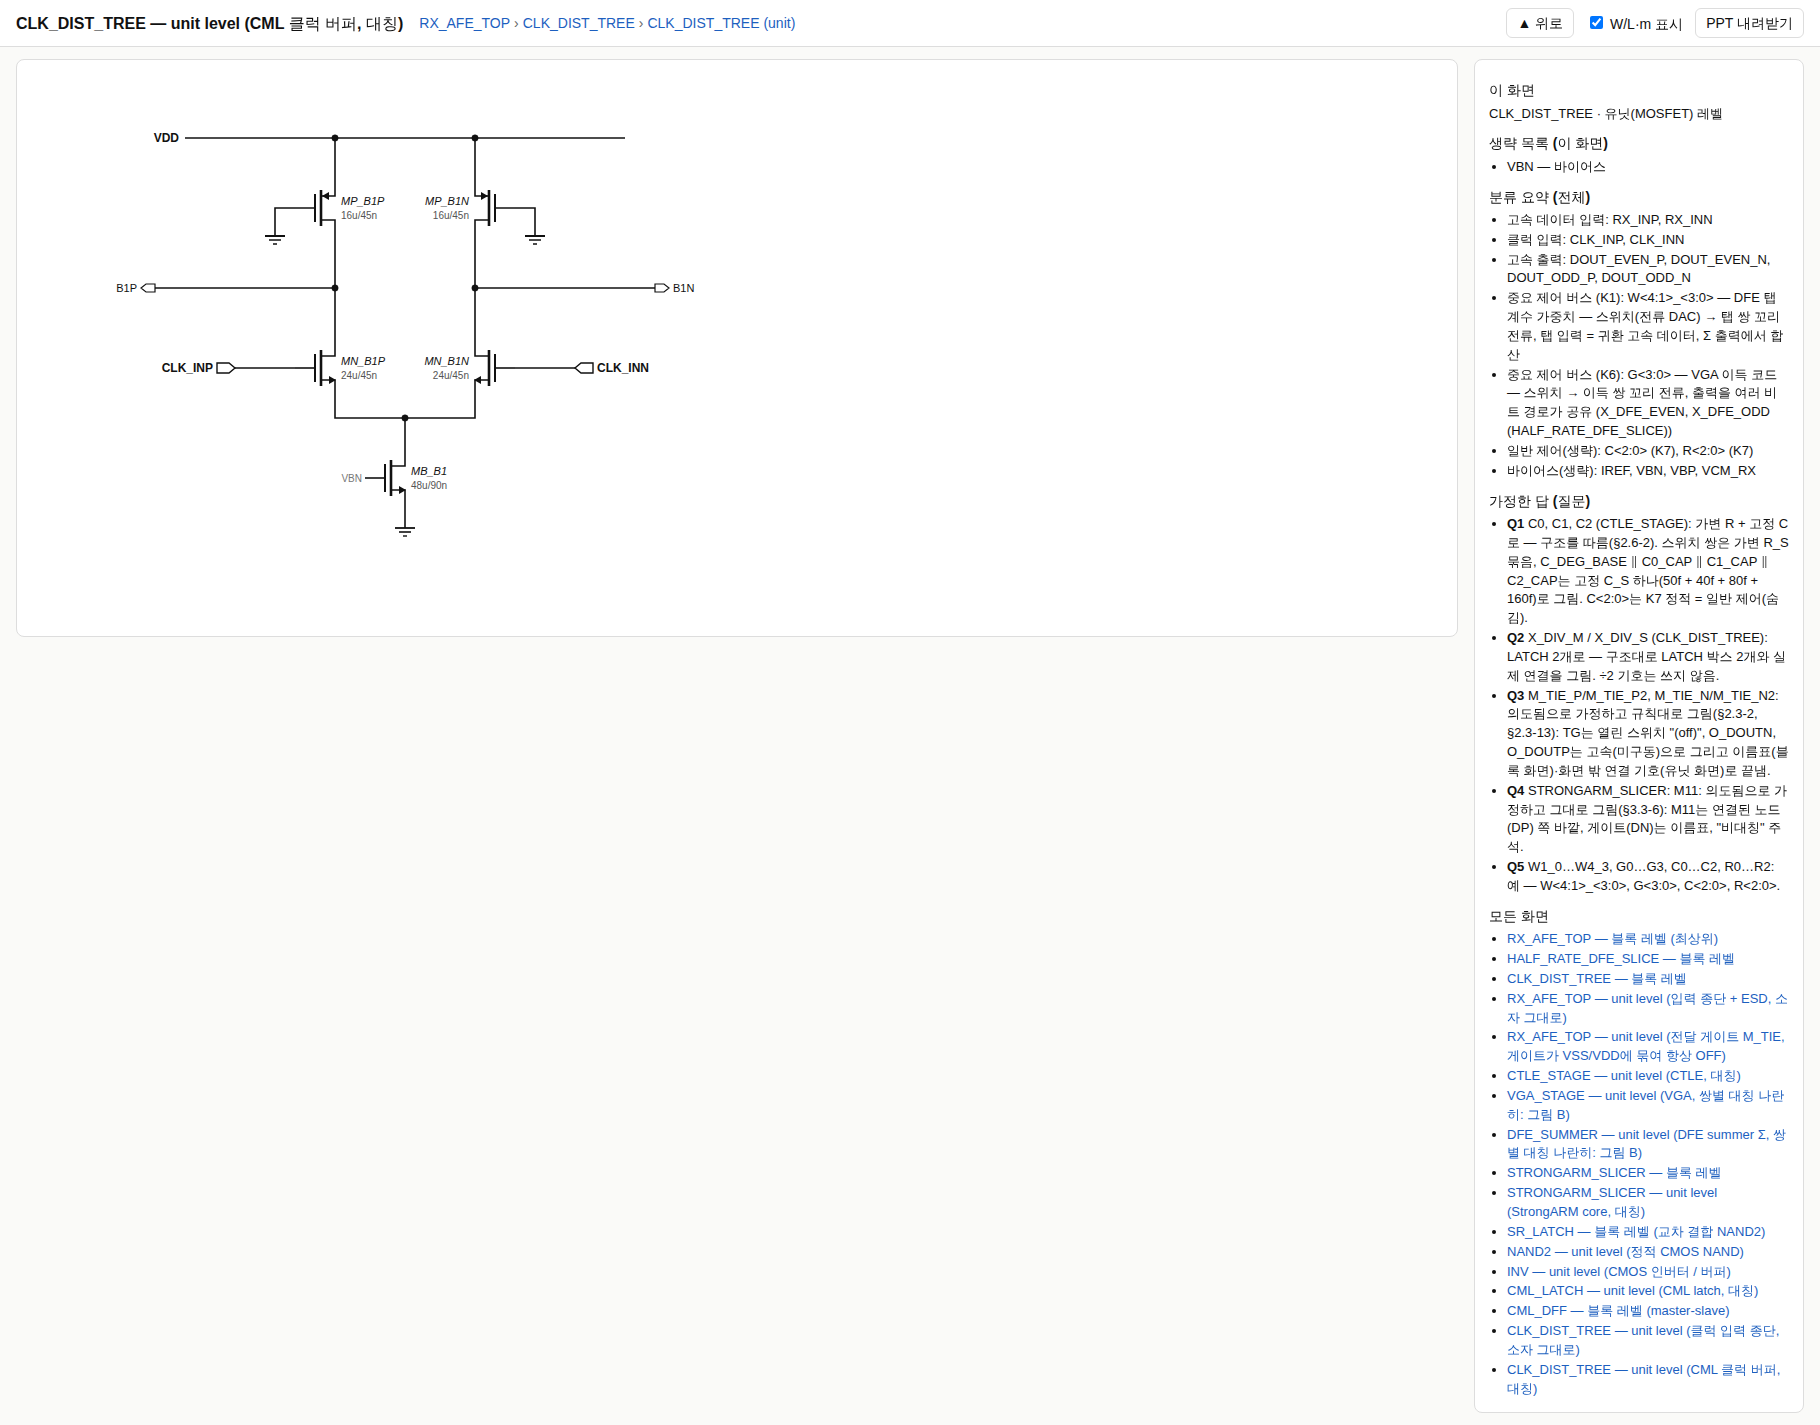 CLK_DIST_TREE — unit level (CML 클럭 버퍼, 대칭)
RX_AFE_TOP › CLK_DIST_TREE › CLK_DIST_TREE (unit)
▲ 위로
W/L·m 표시
PPT 내려받기
VDD
MP_B1P
16u/45n
MP_B1N
16u/45n
B1P
B1N
CLK_INP
MN_B1P
24u/45n
MN_B1N
24u/45n
CLK_INN
VBN
MB_B1
48u/90n
이 화면
CLK_DIST_TREE · 유닛(MOSFET) 레벨
생략 목록 (이 화면)
• VBN — 바이어스
분류 요약 (전체)
• 고속 데이터 입력: RX_INP, RX_INN
• 클럭 입력: CLK_INP, CLK_INN
• 고속 출력: DOUT_EVEN_P, DOUT_EVEN_N,
DOUT_ODD_P, DOUT_ODD_N
• 중요 제어 버스 (K1): W<4:1>_<3:0> — DFE 탭
계수 가중치 — 스위치(전류 DAC) → 탭 쌍 꼬리
전류, 탭 입력 = 귀환 고속 데이터, Σ 출력에서 합
산
• 중요 제어 버스 (K6): G<3:0> — VGA 이득 코드
— 스위치 → 이득 쌍 꼬리 전류, 출력을 여러 비
트 경로가 공유 (X_DFE_EVEN, X_DFE_ODD
(HALF_RATE_DFE_SLICE))
• 일반 제어(생략): C<2:0> (K7), R<2:0> (K7)
• 바이어스(생략): IREF, VBN, VBP, VCM_RX
가정한 답 (질문)
• Q1 C0, C1, C2 (CTLE_STAGE): 가변 R + 고정 C
로 — 구조를 따름(§2.6-2). 스위치 쌍은 가변 R_S
묶음, C_DEG_BASE ∥ C0_CAP ∥ C1_CAP ∥
C2_CAP는 고정 C_S 하나(50f + 40f + 80f +
160f)로 그림. C<2:0>는 K7 정적 = 일반 제어(숨
김).
• Q2 X_DIV_M / X_DIV_S (CLK_DIST_TREE):
LATCH 2개로 — 구조대로 LATCH 박스 2개와 실
제 연결을 그림. ÷2 기호는 쓰지 않음.
• Q3 M_TIE_P/M_TIE_P2, M_TIE_N/M_TIE_N2:
의도됨으로 가정하고 규칙대로 그림(§2.3-2,
§2.3-13): TG는 열린 스위치 "(off)", O_DOUTN,
O_DOUTP는 고속(미구동)으로 그리고 이름표(블
록 화면)·화면 밖 연결 기호(유닛 화면)로 끝냄.
• Q4 STRONGARM_SLICER: M11: 의도됨으로 가
정하고 그대로 그림(§3.3-6): M11는 연결된 노드
(DP) 쪽 바깥, 게이트(DN)는 이름표, "비대칭" 주
석.
• Q5 W1_0…W4_3, G0…G3, C0…C2, R0…R2:
예 — W<4:1>_<3:0>, G<3:0>, C<2:0>, R<2:0>.
모든 화면
• RX_AFE_TOP — 블록 레벨 (최상위)
• HALF_RATE_DFE_SLICE — 블록 레벨
• CLK_DIST_TREE — 블록 레벨
• RX_AFE_TOP — unit level (입력 종단 + ESD, 소
자 그대로)
• RX_AFE_TOP — unit level (전달 게이트 M_TIE,
게이트가 VSS/VDD에 묶여 항상 OFF)
• CTLE_STAGE — unit level (CTLE, 대칭)
• VGA_STAGE — unit level (VGA, 쌍별 대칭 나란
히: 그림 B)
• DFE_SUMMER — unit level (DFE summer Σ, 쌍
별 대칭 나란히: 그림 B)
• STRONGARM_SLICER — 블록 레벨
• STRONGARM_SLICER — unit level
(StrongARM core, 대칭)
• SR_LATCH — 블록 레벨 (교차 결합 NAND2)
• NAND2 — unit level (정적 CMOS NAND)
• INV — unit level (CMOS 인버터 / 버퍼)
• CML_LATCH — unit level (CML latch, 대칭)
• CML_DFF — 블록 레벨 (master-slave)
• CLK_DIST_TREE — unit level (클럭 입력 종단,
소자 그대로)
• CLK_DIST_TREE — unit level (CML 클럭 버퍼,
대칭)